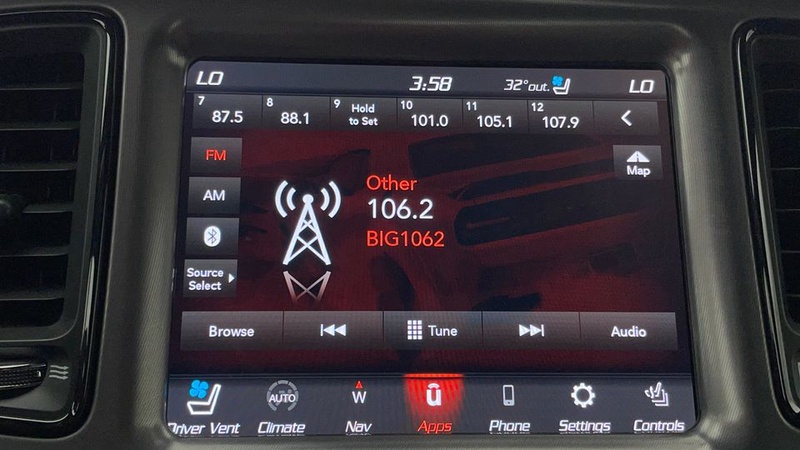 LO 3:58 32° out. LO
7 8 9 Hold to Set 10 11 12
87.5 88.1 101.0 105.1 107.9
FM
AM
Source
Select
Map
Other
106.2
BIG1062
Browse Tune Audio
AUTO W u
Driver Vent Climate Nav Apps Phone Settings Controls